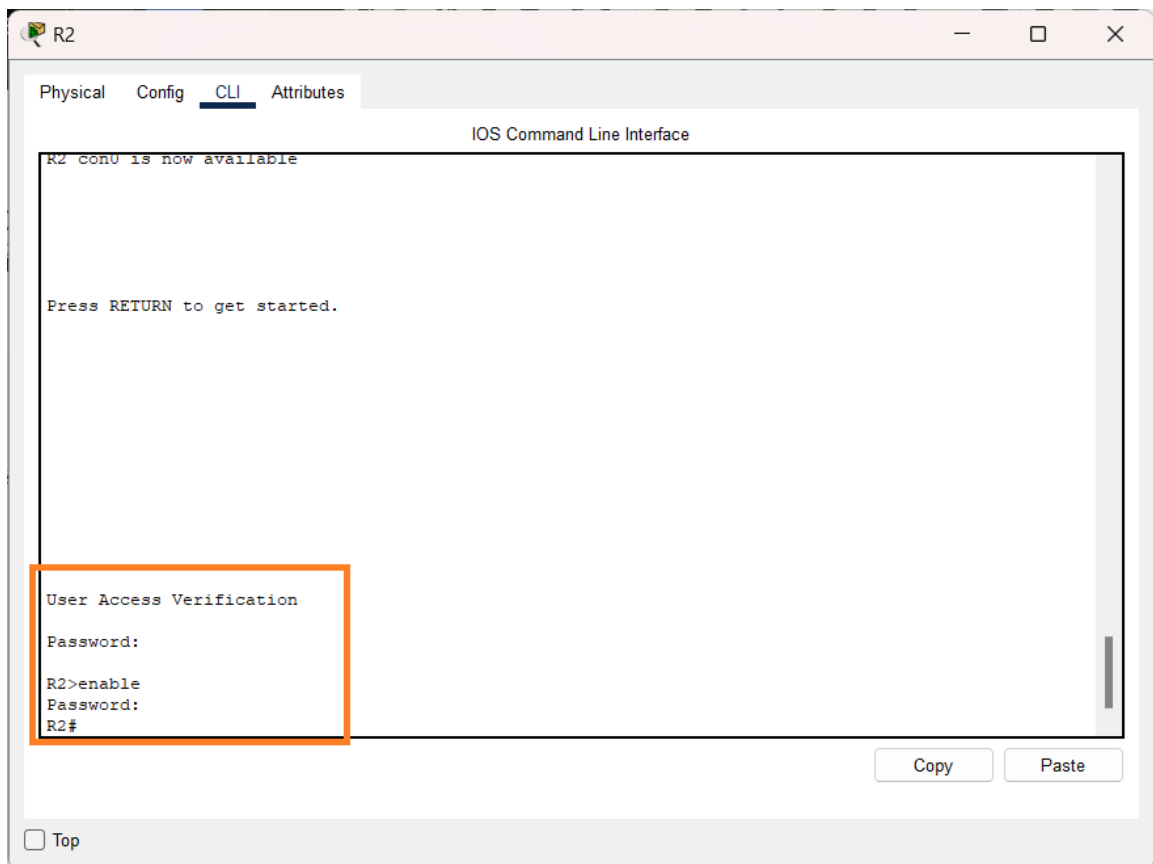 R2
Physical Config CLI Attributes
IOS Command Line Interface
R2 con0 is now available
Press RETURN to get started.
User Access Verification
Password:
R2>enable
Password:
R2#
Copy Paste
Top